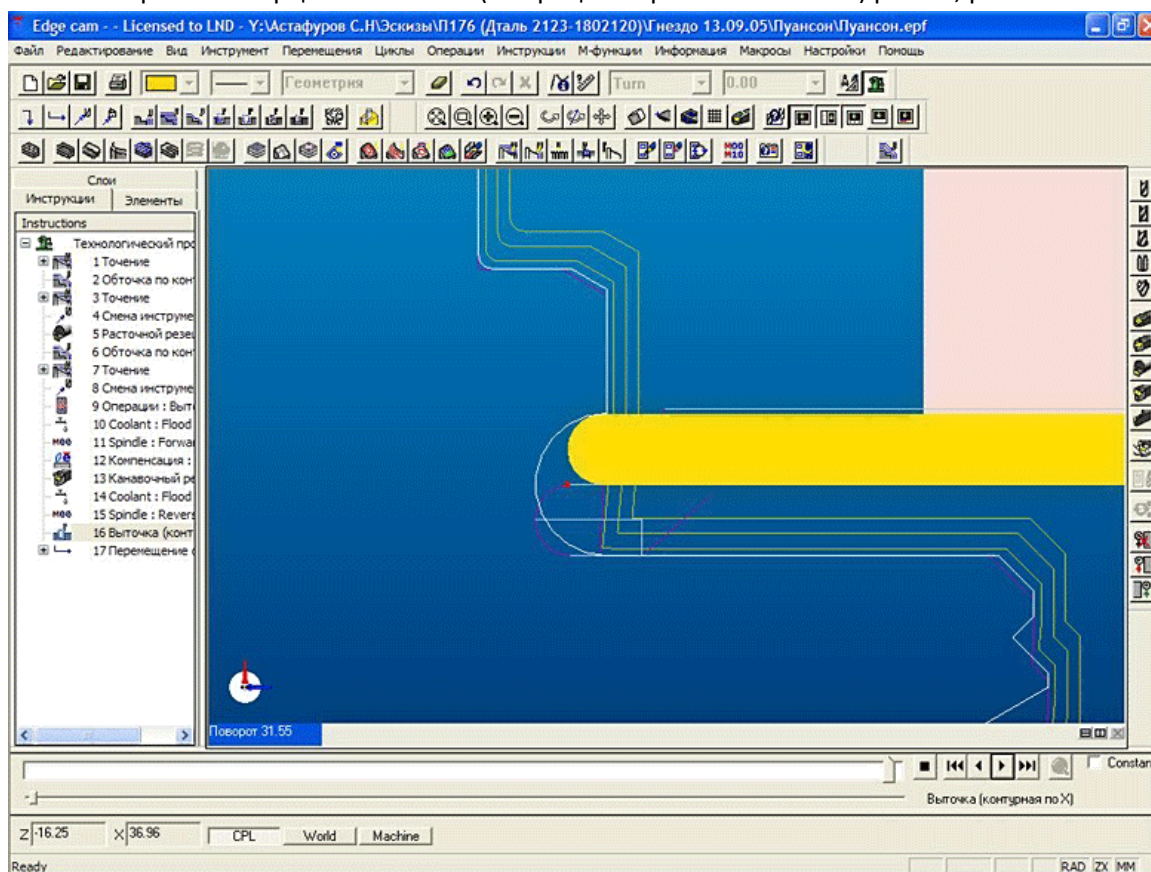 Edge cam - - Licensed to LND - Y:\Астафуров С.Н\Эскизы\П176 (Дталь 2123-1802120)\Гнездо 13.09.05\Пуансон\Пуансон.epf
Файл Редактирование Вид Инструмент Перемещения Циклы Операции Инструкции М-функции Информация Макросы Настройки Помощь
Геометрия Turn 0.00
Слои
Инструкции Элементы
Instructions
Технологический про
1 Точение
2 Обточка по конт
3 Точение
4 Смена инструме
5 Расточной резец
6 Обточка по конт
7 Точение
8 Смена инструме
9 Операции : Выт
10 Coolant : Flood
11 Spindle : Forwa
12 Компенсация :
13 Канавочный ре
14 Coolant : Flood
15 Spindle : Revers
16 Выточка (конт
17 Перемещение
Поворот 31.55
Constan
Выточка (контурная по X)
Z -16.25 X 36.96 CPL World Machine
Ready RAD ZX MM